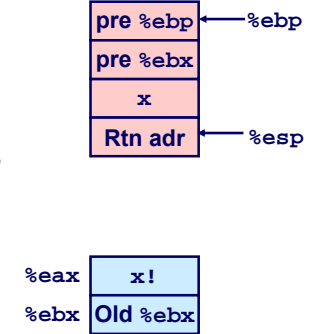 pre %ebp %ebp
pre %ebx
x
Rtn adr %esp
%eax x!
%ebx Old %ebx